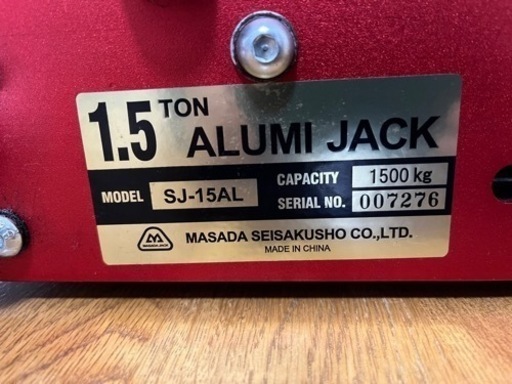 1.5 TON
ALUMI JACK
MODEL SJ-15AL
CAPACITY 1500 kg
SERIAL NO. 007276
MASADA SEISAKUSHO CO.,LTD.
MADE IN CHINA